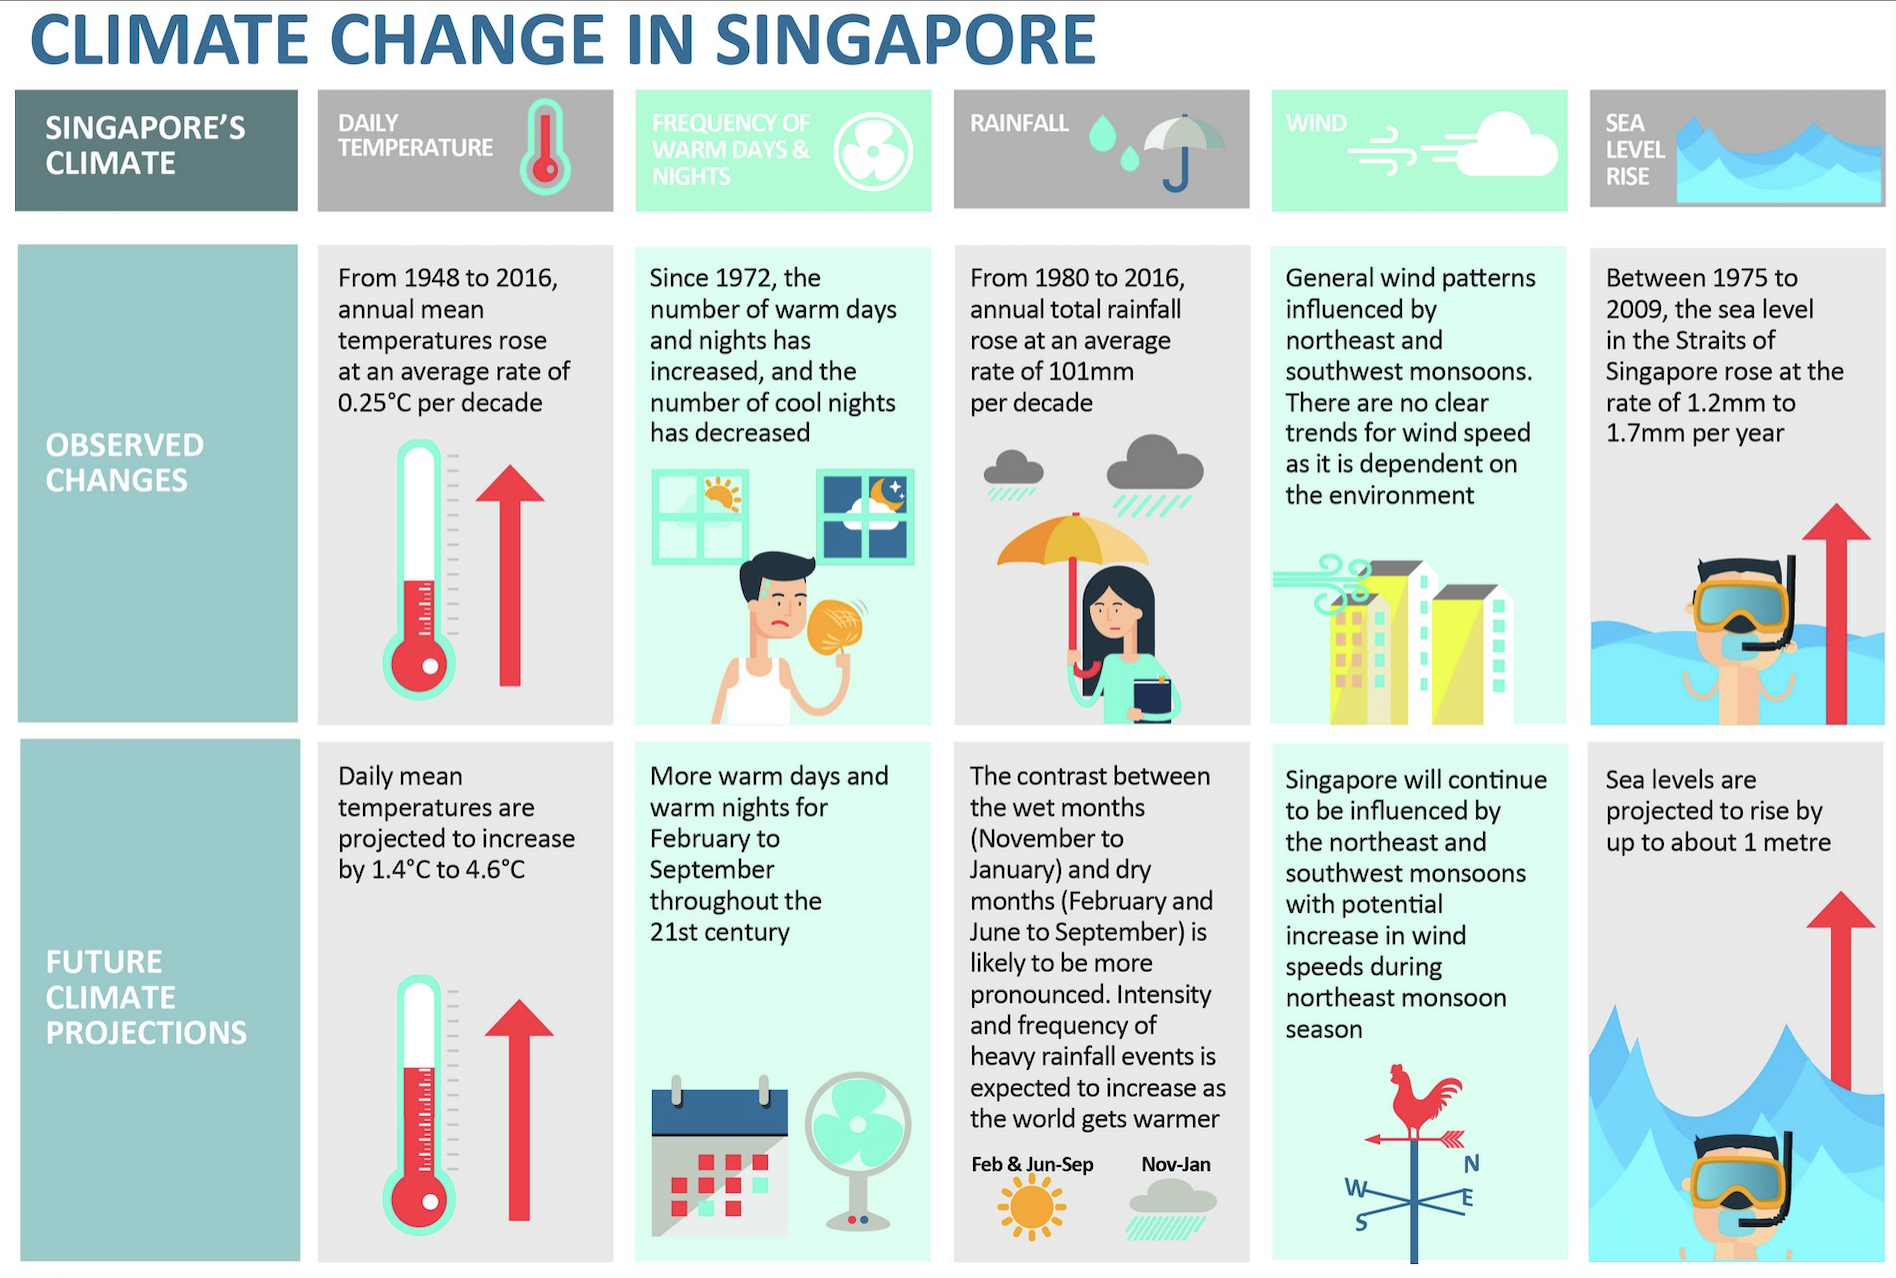 CLIMATE CHANGE IN SINGAPORE
SINGAPORE'S
CLIMATE
DAILY
TEMPERATURE
FREQUENCY OF
WARM DAYS &
NIGHTS
RAINFALL
WIND
SEA
LEVEL
RISE
OBSERVED
CHANGES
From 1948 to 2016,
annual mean
temperatures rose
at an average rate of
0.25°C per decade
Since 1972, the
number of warm days
and nights has
increased, and the
number of cool nights
has decreased
From 1980 to 2016,
annual total rainfall
rose at an average
rate of 101mm
per decade
General wind patterns
influenced by
northeast and
southwest monsoons.
There are no clear
trends for wind speed
as it is dependent on
the environment
Between 1975 to
2009, the sea level
in the Straits of
Singapore rose at the
rate of 1.2mm to
1.7mm per year
FUTURE
CLIMATE
PROJECTIONS
Daily mean
temperatures are
projected to increase
by 1.4°C to 4.6°C
More warm days and
warm nights for
February to
September
throughout the
21st century
The contrast between
the wet months
(November to
January) and dry
months (February and
June to September) is
likely to be more
pronounced. Intensity
and frequency of
heavy rainfall events is
expected to increase as
the world gets warmer
Feb & Jun-Sep
Nov-Jan
Singapore will continue
to be influenced by
the northeast and
southwest monsoons
with potential
increase in wind
speeds during
northeast monsoon
season
N
W
E
S
Sea levels are
projected to rise by
up to about 1 metre